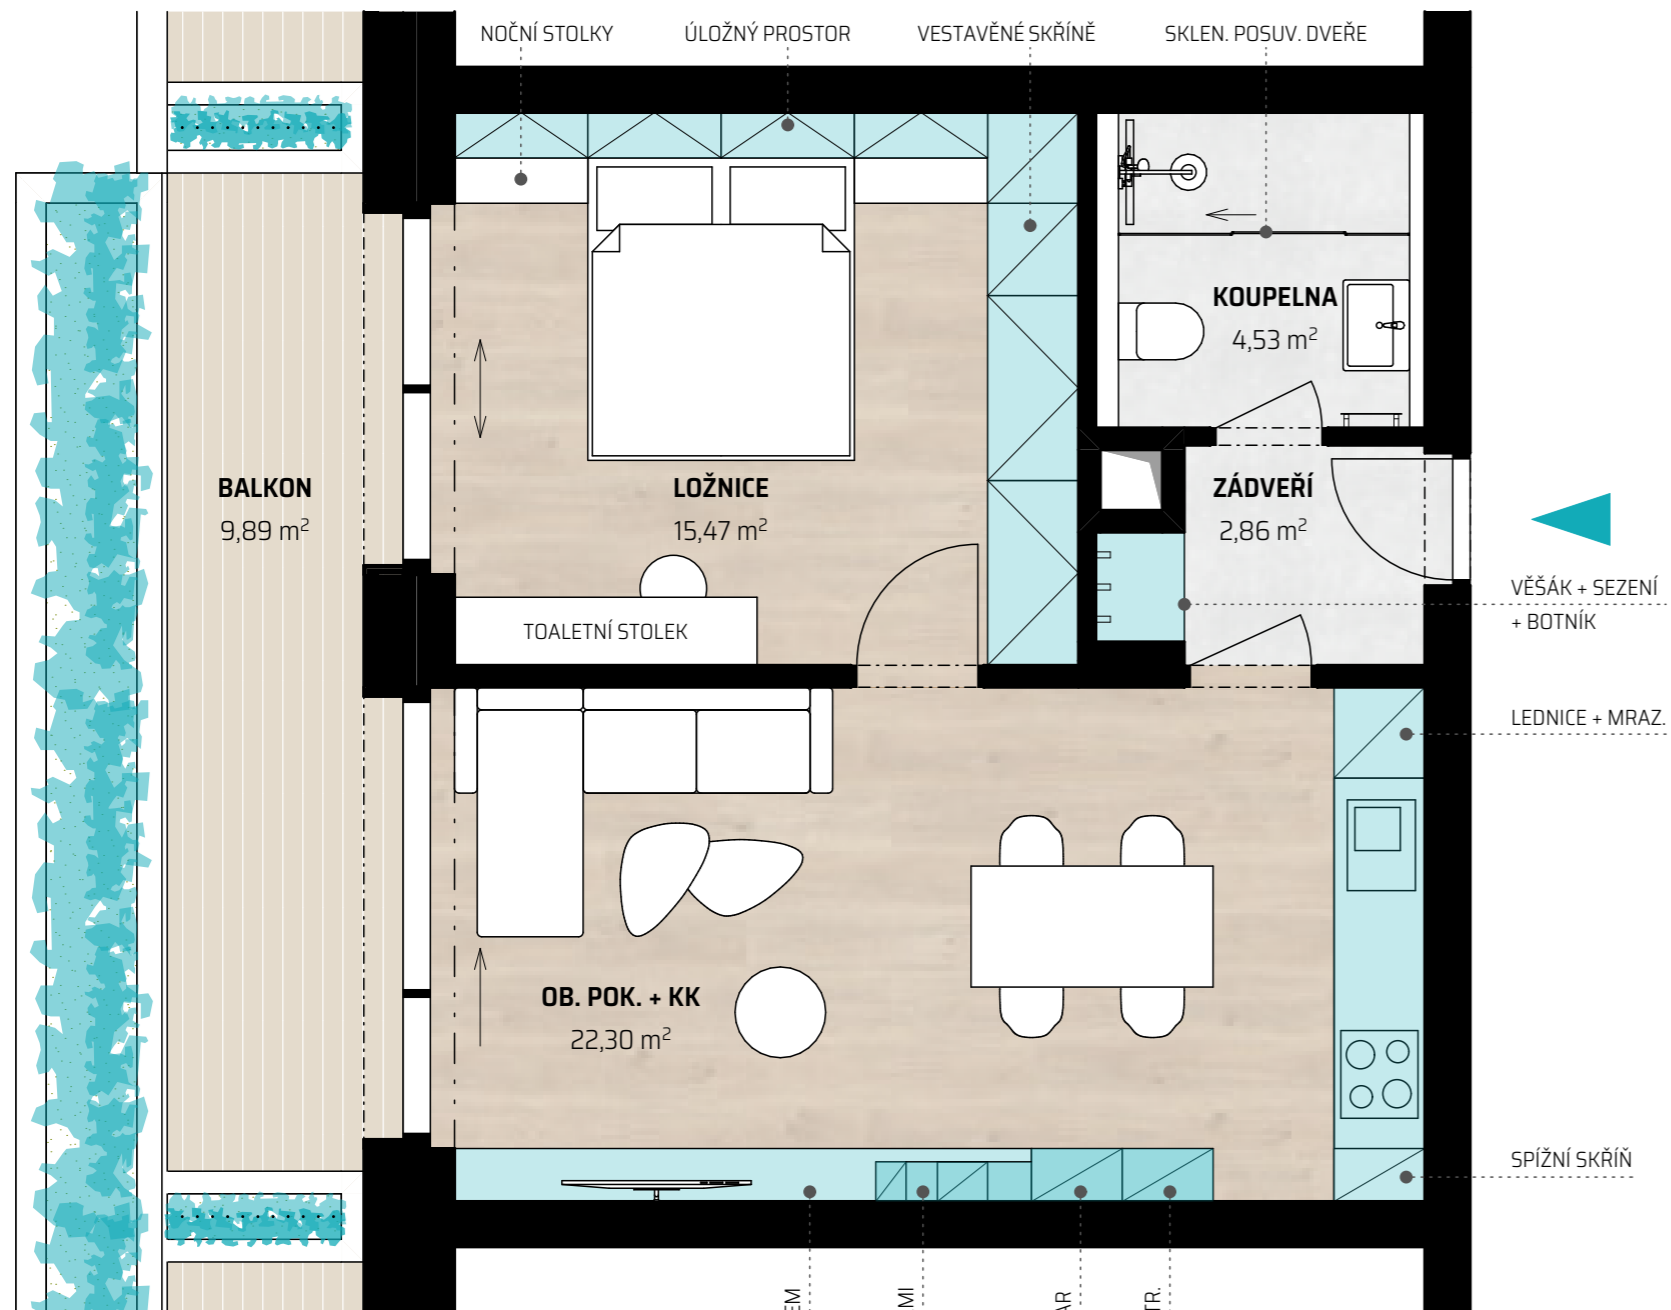 NOČNÍ STOLKY
ÚLOŽNÝ PROSTOR
VESTAVĚNÉ SKŘÍNĚ
SKLEN. POSUV. DVEŘE
KOUPELNA
4,53 m²
BALKON
9,89 m²
LOŽNICE
15,47 m²
ZÁDVEŘÍ
2,86 m²
VĚŠÁK + SEZENÍ
+ BOTNÍK
TOALETNÍ STOLEK
LEDNICE + MRAZ.
OB. POK. + KK
22,30 m²
SPÍŽNÍ SKŘÍŇ